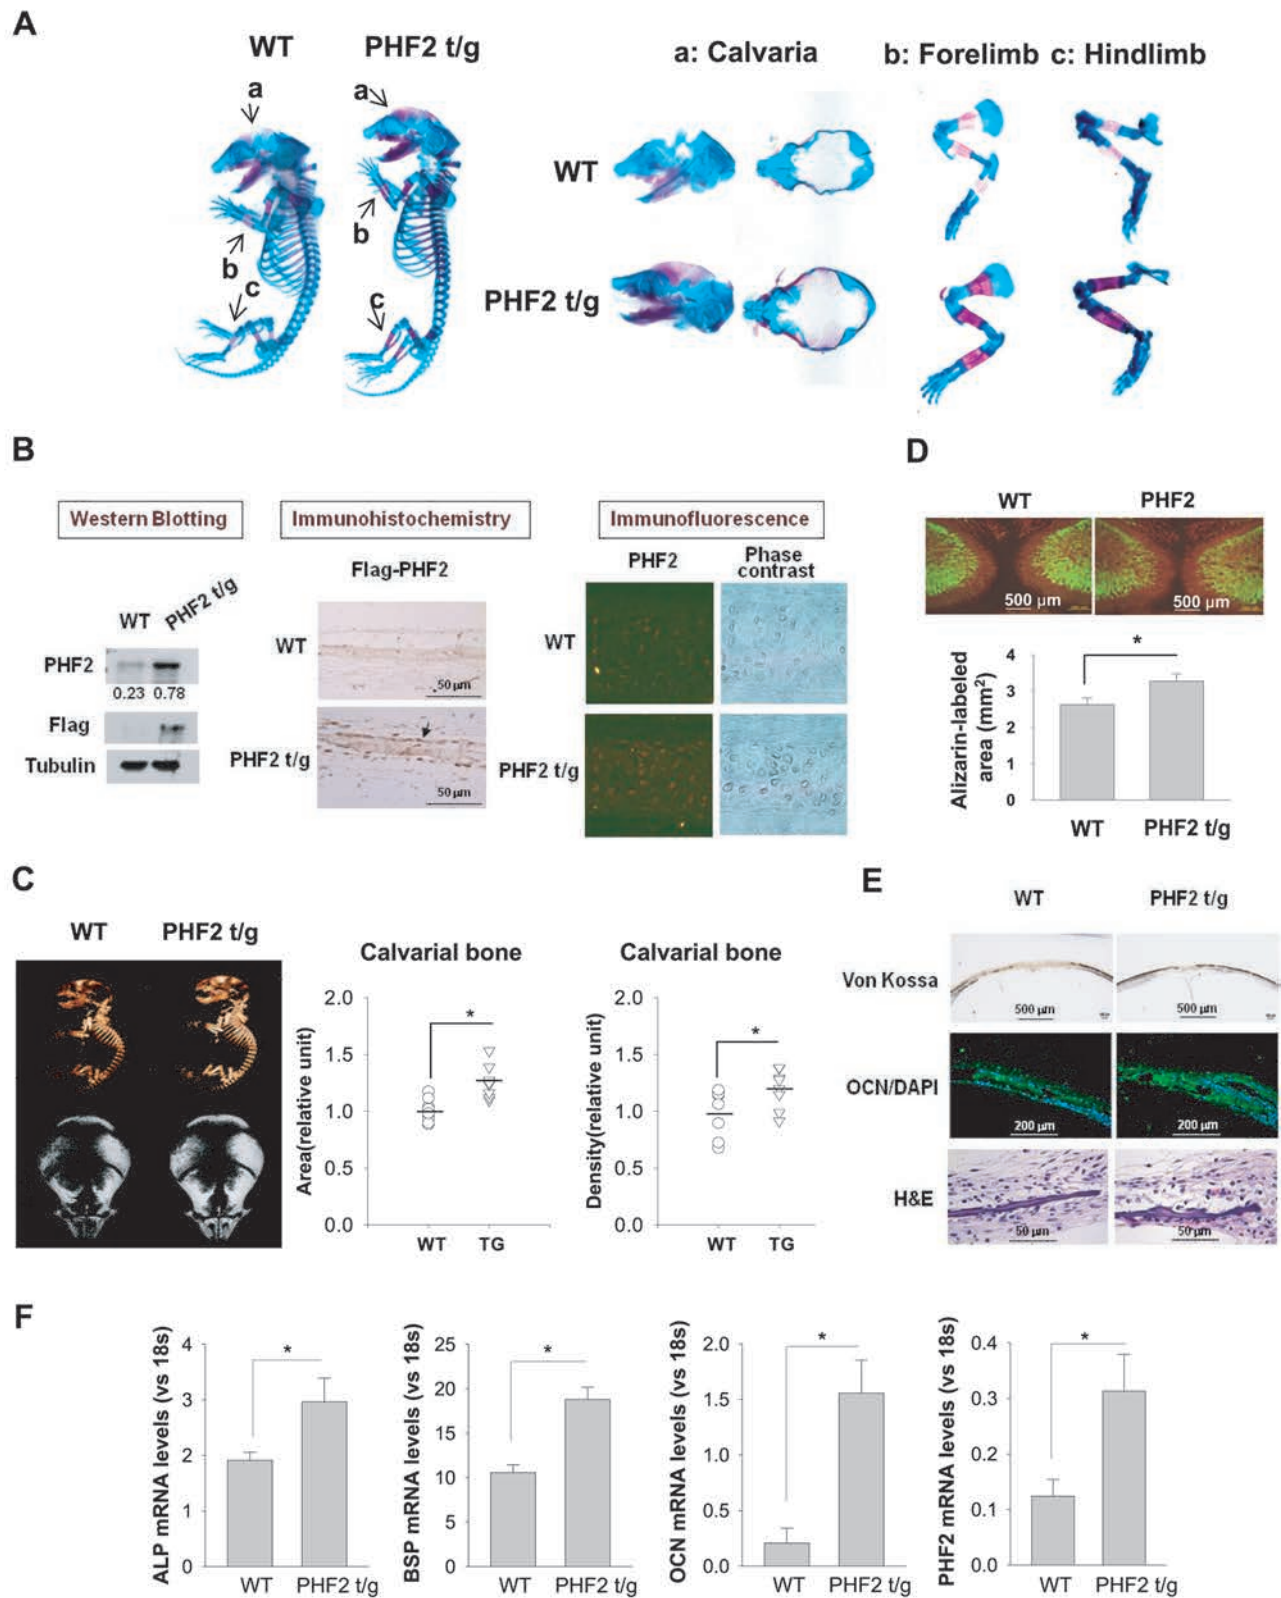 A
WT
PHF2 t/g
a: Calvaria
b: Forelimb
c: Hindlimb
a
a
b
b
c
c
WT
PHF2 t/g
B
Western Blotting
Immunohistochemistry
Immunofluorescence
WT
PHF2 t/g
PHF2
0.23
0.78
Flag
Tubulin
Flag-PHF2
WT
50 µm
PHF2 t/g
50 µm
PHF2
Phase
contrast
WT
PHF2 t/g
D
WT
PHF2
500 µm
500 µm
Alizarin-labeled
area (mm²)
4
3
2
1
0
*
WT
PHF2 t/g
C
WT
PHF2 t/g
Calvarial bone
Area(relative unit)
2.0
1.5
1.0
0.5
0.0
*
WT
TG
Calvarial bone
Density(relative unit)
2.0
1.5
1.0
0.5
0.0
*
WT
TG
E
WT
PHF2 t/g
Von Kossa
500 µm
500 µm
OCN/DAPI
200 µm
200 µm
H&E
50 µm
50 µm
F
ALP mRNA levels (vs 18s)
4
3
2
1
0
*
WT
PHF2 t/g
BSP mRNA levels (vs 18s)
25
20
15
10
5
0
*
WT
PHF2 t/g
OCN mRNA levels (vs 18s)
2.0
1.5
1.0
0.5
0.0
*
WT
PHF2 t/g
PHF2 mRNA levels (vs 18s)
0.4
0.3
0.2
0.1
0.0
*
WT
PHF2 t/g